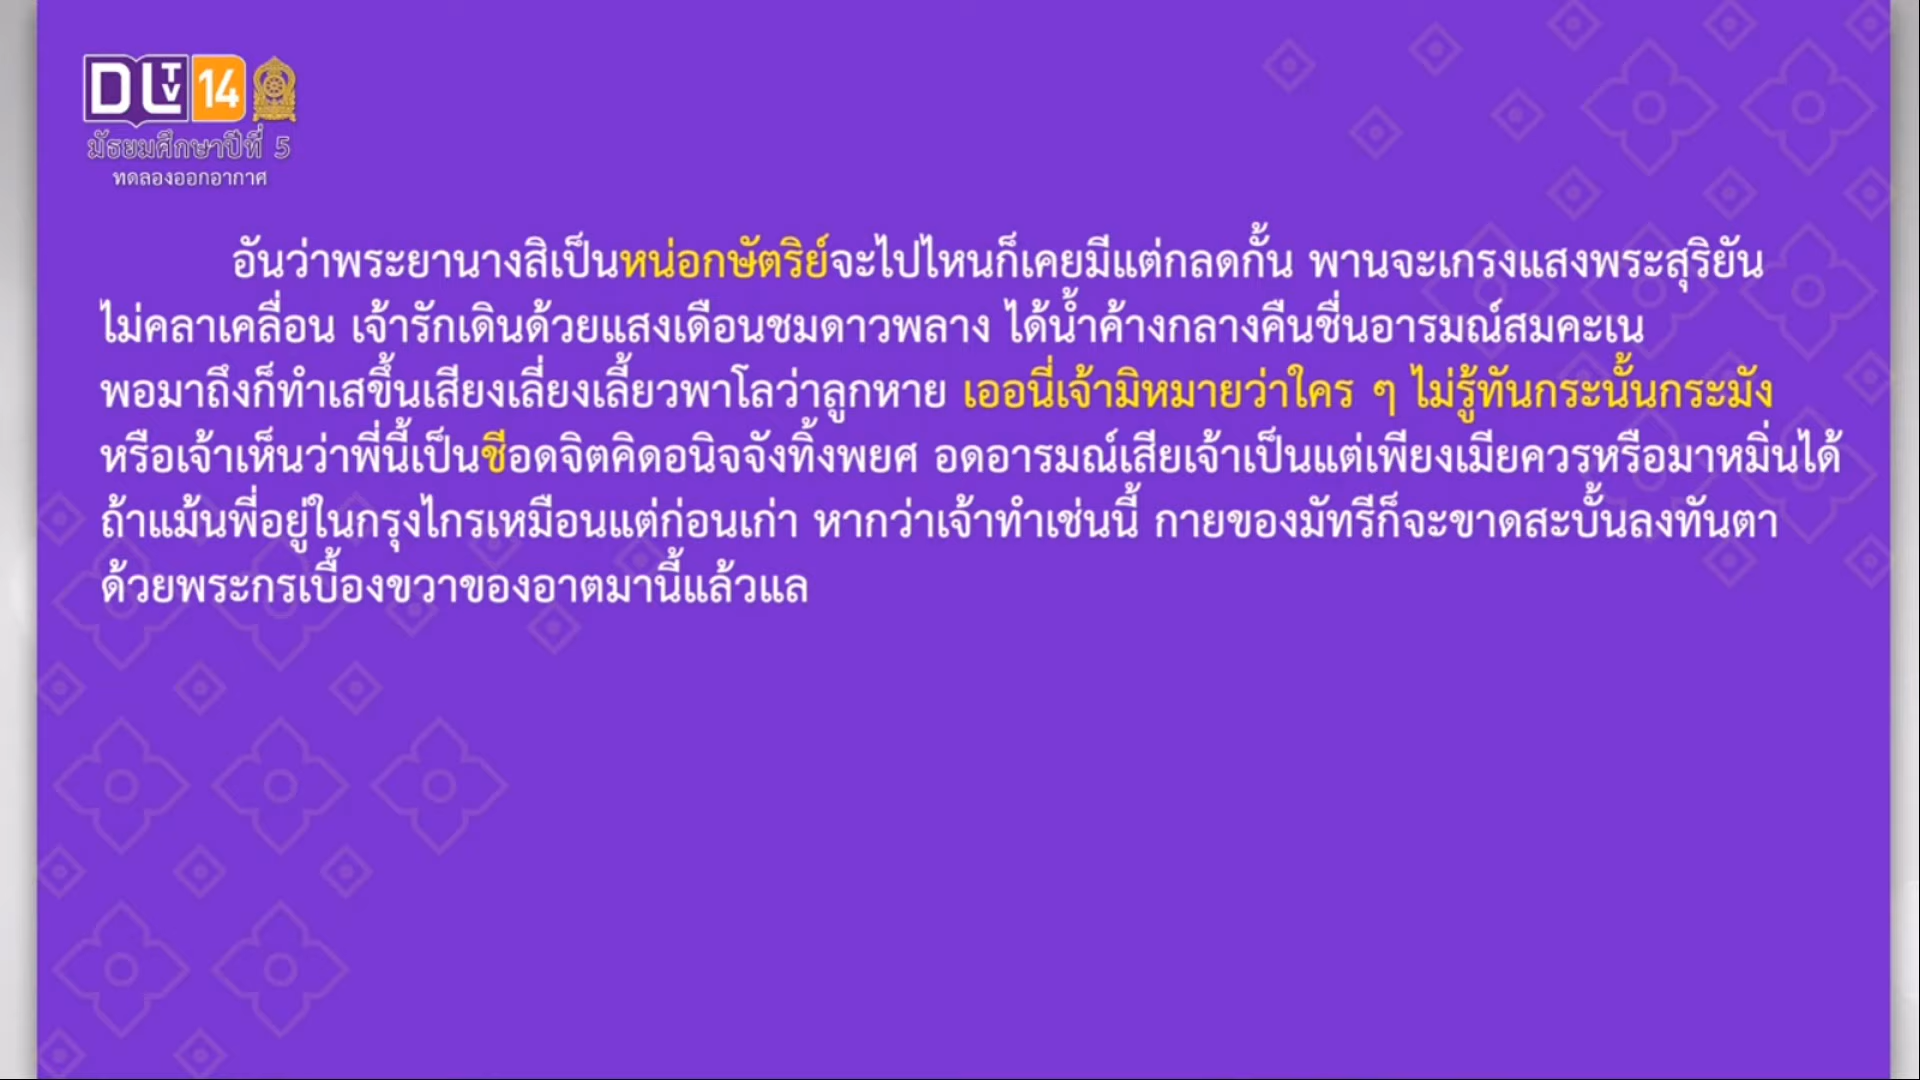 DLTV 14
มัธยมศึกษาปีที่ 5
ทดลองออกอากาศ
อันว่าพระยานางสิเป็นหน่อกษัตริย์จะไปไหนก็เคยมีแต่กลดกั้น พานจะเกรงแสงพระสุริยัน
ไม่คลาเคลื่อน เจ้ารักเดินด้วยแสงเดือนชมดาวพลาง ได้น้ำค้างกลางคืนชื่นอารมณ์สมคะเน
พอมาถึงก็ทำเสขึ้นเสียงเลี่ยงเลี้ยวพาโลว่าลูกหาย เออนี่เจ้ามิหมายว่าใคร ๆ ไม่รู้ทันกระนั้นกระมัง
หรือเจ้าเห็นว่าพี่นี้เป็นชีอดจิตคิดอนิจจังทิ้งพยศ อดอารมณ์เสียเจ้าเป็นแต่เพียงเมียควรหรือมาหมิ่นได้
ถ้าแม้นพี่อยู่ในกรุงไกรเหมือนแต่ก่อนเก่า หากว่าเจ้าทำเช่นนี้ กายของมัทรีก็จะขาดสะบั้นลงทันตา
ด้วยพระกรเบื้องขวาของอาตมานี้แล้วแล